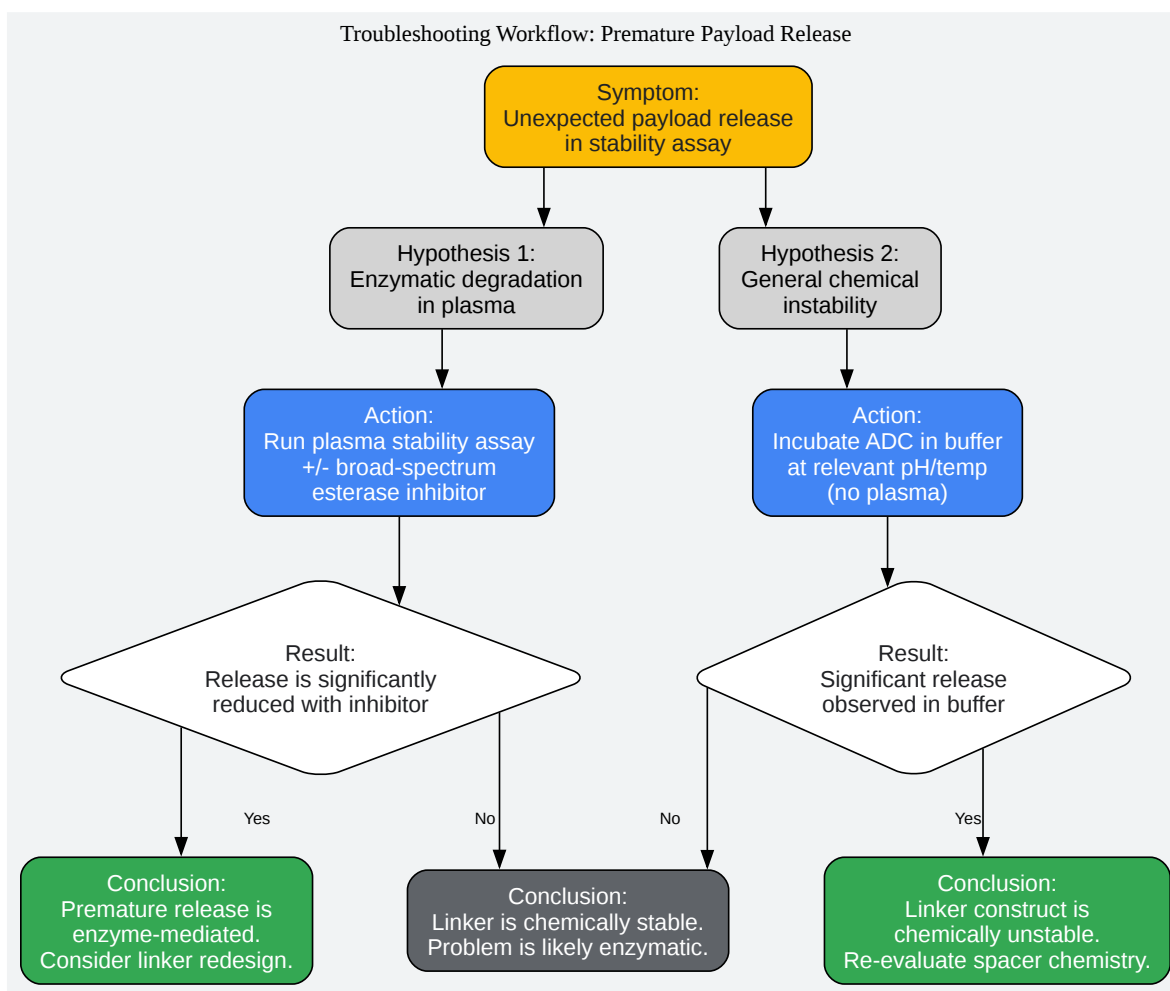 Troubleshooting Workflow: Premature Payload Release
Symptom:
Unexpected payload release
in stability assay
Hypothesis 1:
Enzymatic degradation
in plasma
Hypothesis 2:
General chemical
instability
Action:
Run plasma stability assay
+/- broad-spectrum
esterase inhibitor
Action:
Incubate ADC in buffer
at relevant pH/temp
(no plasma)
Result:
Release is significantly
reduced with inhibitor
Result:
Significant release
observed in buffer
Yes
No
No
Yes
Conclusion:
Premature release is
enzyme-mediated.
Consider linker redesign.
Conclusion:
Linker is chemically stable.
Problem is likely enzymatic.
Conclusion:
Linker construct is
chemically unstable.
Re-evaluate spacer chemistry.